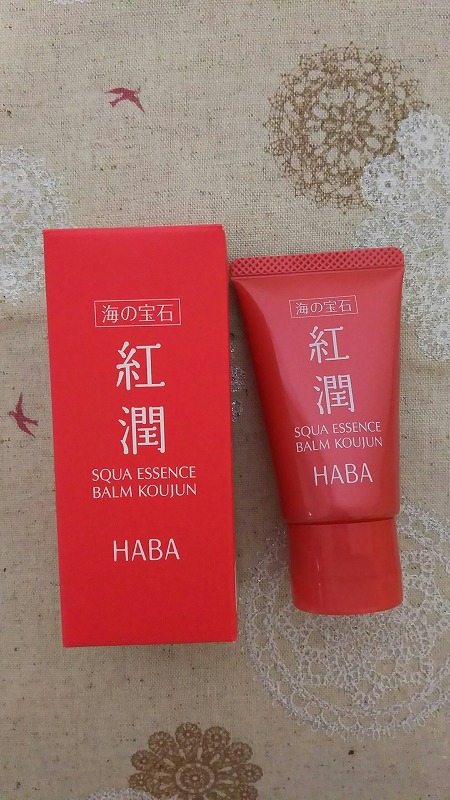 海の宝石
紅
潤
SQUA ESSENCE
BALM KOUJUN
HABA
海の宝石
紅
潤
SQUA ESSENCE
BALM KOUJUN
HABA